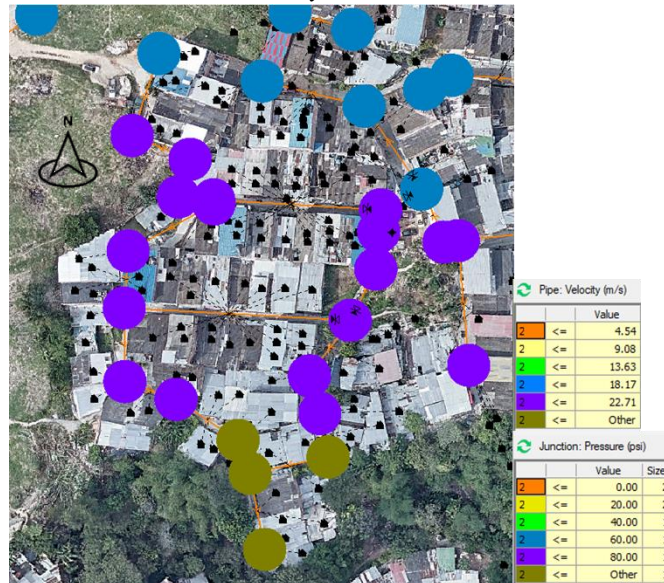 N
Pipe: Velocity (m/s)
Value
2 <= 4.54
2 <= 9.08
2 <= 13.63
2 <= 18.17
2 <= 22.71
2 <= Other
Junction: Pressure (psi)
Value Size
2 <= 0.00
2 <= 20.00
2 <= 40.00
2 <= 60.00
2 <= 80.00
2 <= Other